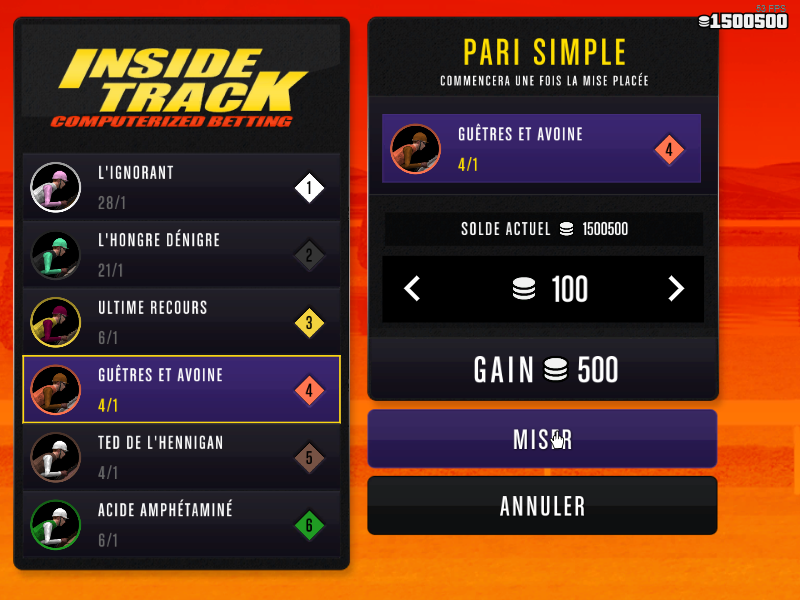 53 FPS
1500500
INSIDE
TRACK
COMPUTERIZED BETTING
L'IGNORANT
28/1
1
L'HONGRE DÉNIGRE
21/1
2
ULTIME RECOURS
6/1
3
GUÊTRES ET AVOINE
4/1
4
TED DE L'HENNIGAN
4/1
5
ACIDE AMPHÉTAMINÉ
6/1
6
PARI SIMPLE
COMMENCERA UNE FOIS LA MISE PLACÉE
GUÊTRES ET AVOINE
4/1
4
SOLDE ACTUEL 1500500
100
GAIN 500
MISER
ANNULER